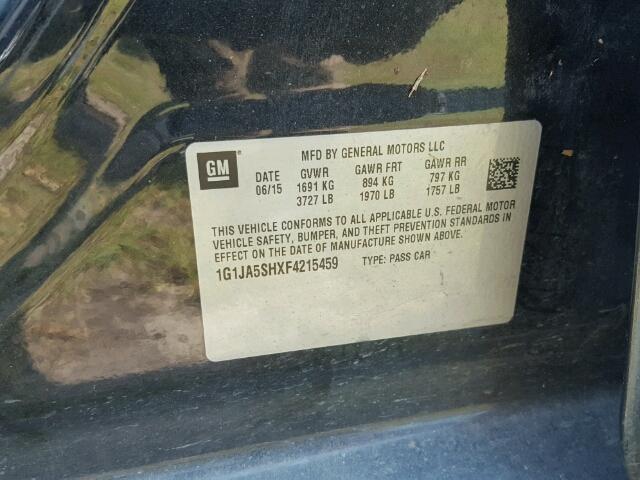 GM
MFD BY GENERAL MOTORS LLC
DATE GVWR GAWR FRT GAWR RR
06/15 1691 KG 894 KG 797 KG
3727 LB 1970 LB 1757 LB
THIS VEHICLE CONFORMS TO ALL APPLICABLE U.S. FEDERAL MOTOR
VEHICLE SAFETY, BUMPER, AND THEFT PREVENTION STANDARDS IN
EFFECT ON THE DATE OF MANUFACTURE SHOWN ABOVE.
1G1JA5SHXF4215459 TYPE: PASS CAR